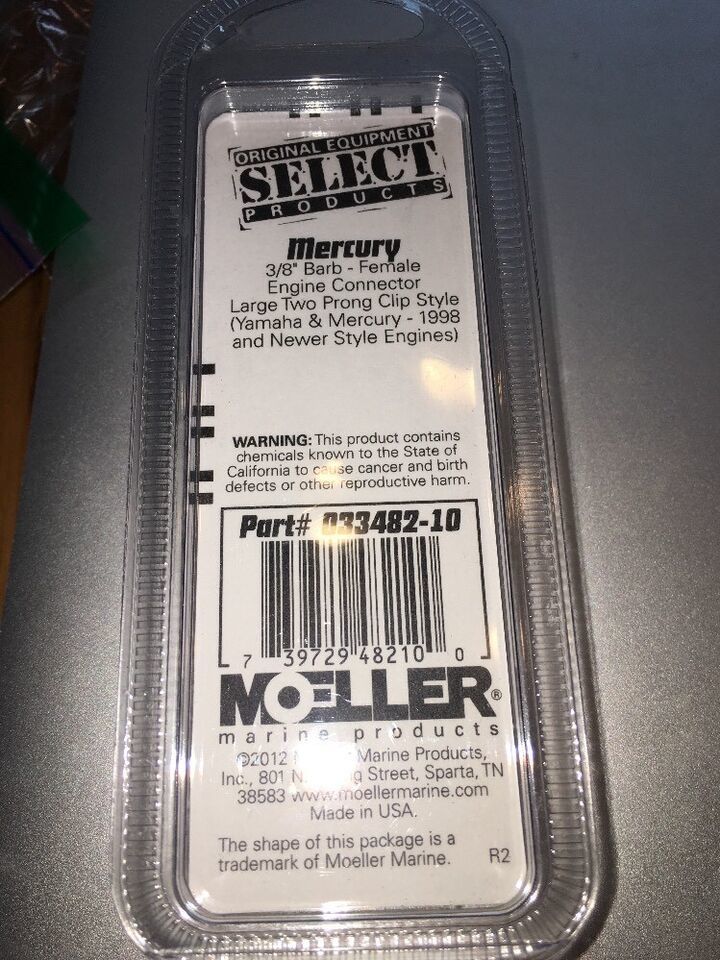 ORIGINAL EQUIPMENT
SELECT
PRODUCTS
Mercury
3/8" Barb - Female
Engine Connector
Large Two Prong Clip Style
(Yamaha & Mercury - 1998
and Newer Style Engines)
WARNING: This product contains
chemicals known to the State of
California to cause cancer and birth
defects or other reproductive harm.
Part# 033482-10
7 39729 48210 0
MOELLER®
marine products
©2012 Marine Products,
Inc., 801 N. Street, Sparta, TN
38583 www.moellermarine.com
Made in USA.
The shape of this package is a
trademark of Moeller Marine. R2